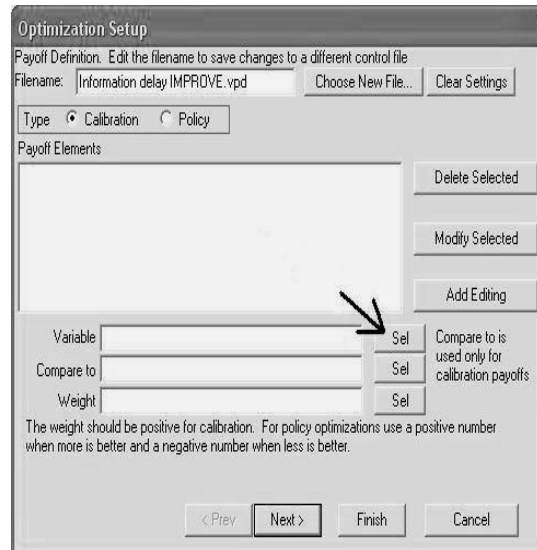 Optimization Setup
Payoff Definition. Edit the filename to save changes to a different control file
Filename: Information delay IMPROVE.vpd Choose New File... Clear Settings
Type Calibration Policy
Payoff Elements
Delete Selected
Modify Selected
Add Editing
Variable Sel Compare to is
used only for
Compare to Sel calibration payoffs
Weight Sel
The weight should be positive for calibration. For policy optimizations use a positive number
when more is better and a negative number when less is better.
< Prev Next > Finish Cancel